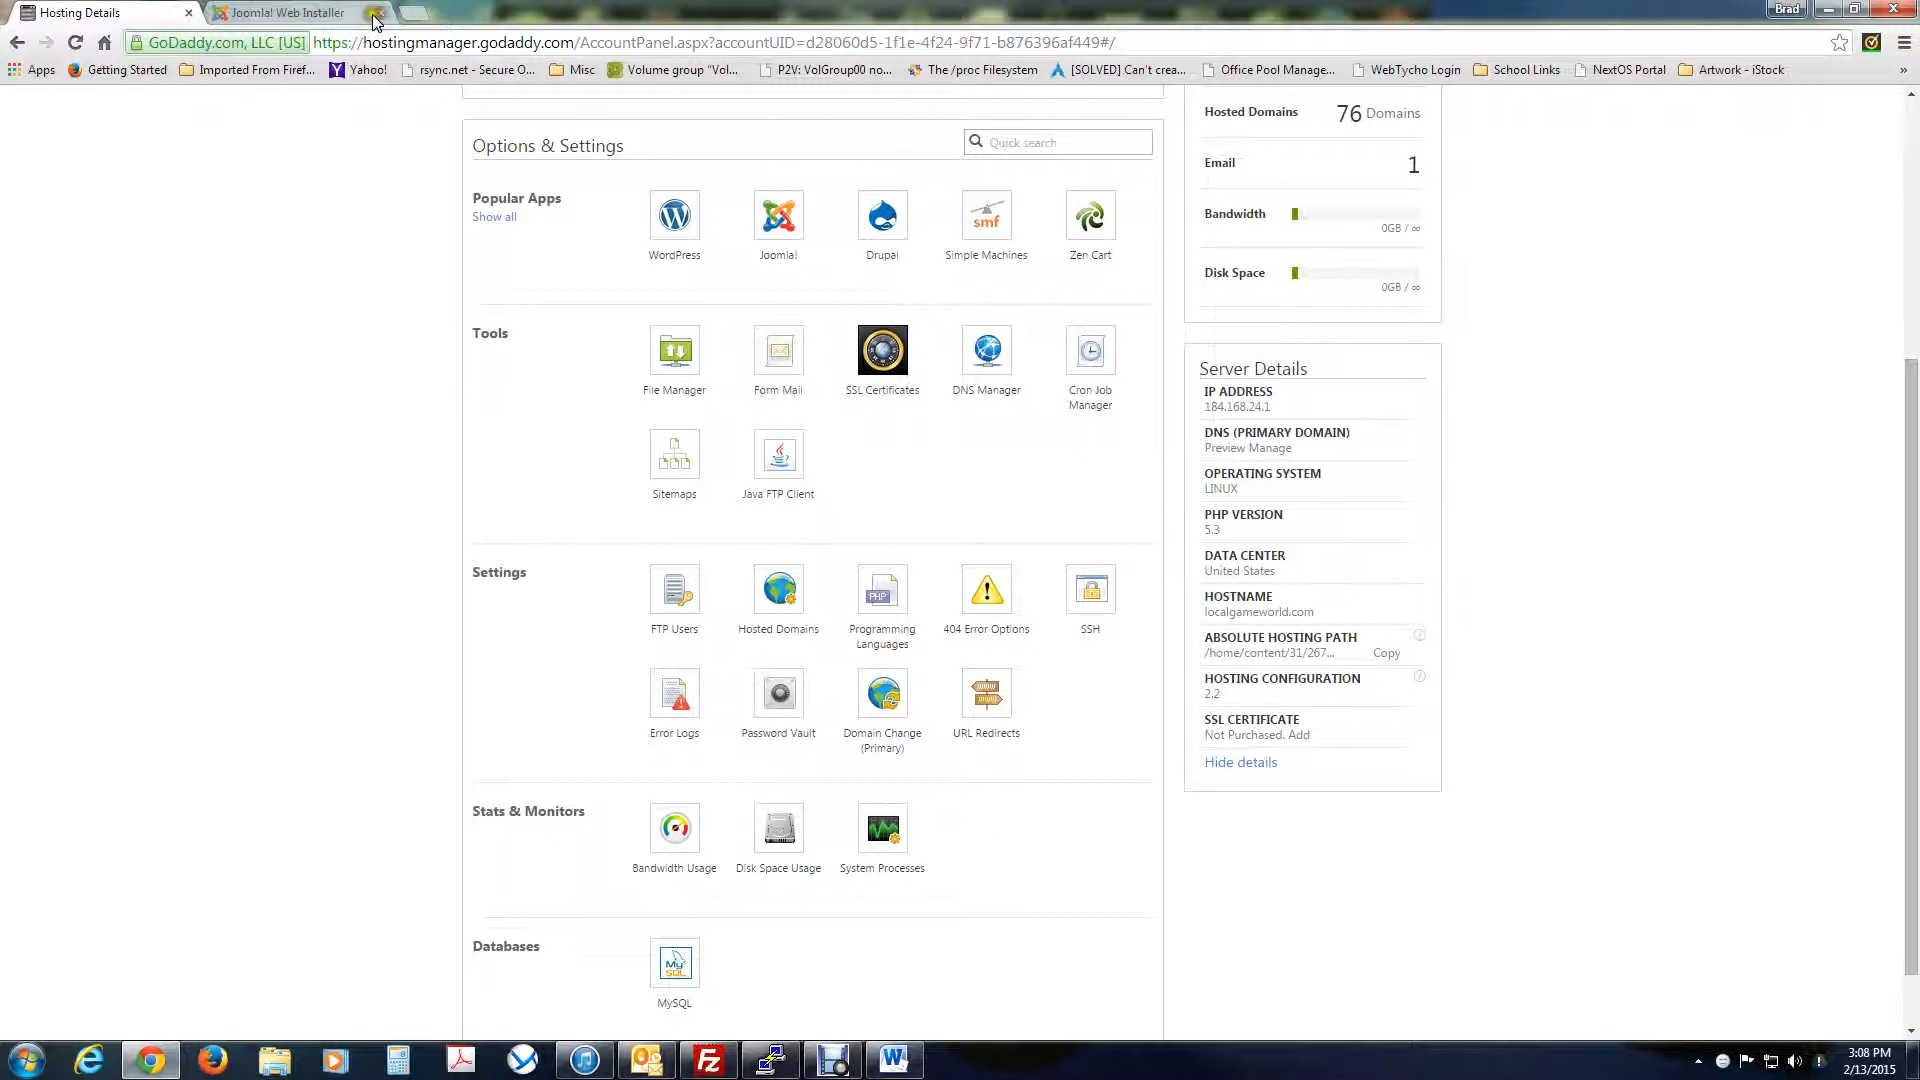 Hosting Details
Joomla! Web Installer
Brad
GoDaddy.com, LLC [US] https://hostingmanager.godaddy.com/AccountPanel.aspx?accountUID=d28060d5-1f1e-4f24-9f71-b876396af449#/
Apps Getting Started Imported From Firef... Yahoo! rsync.net - Secure O... Misc Volume group "Vol... P2V: VolGroup00 no... The /proc Filesystem [SOLVED] Can't crea... Office Pool Manage... WebTycho Login School Links NextOS Portal Artwork - iStock »
Options & Settings
Quick search
Popular Apps
Show all
WordPress
Joomla!
Drupal
smf
Simple Machines
Zen Cart
Tools
File Manager
Form Mail
SSL Certificates
DNS Manager
Cron Job
Manager
Sitemaps
Java FTP Client
Settings
FTP Users
Hosted Domains
PHP
Programming
Languages
404 Error Options
SSH
Error Logs
Password Vault
Domain Change
(Primary)
URL Redirects
Stats & Monitors
Bandwidth Usage
Disk Space Usage
System Processes
Databases
My
SQL
MySQL
Hosted Domains 76 Domains
Email 1
Bandwidth
0GB / ∞
Disk Space
0GB / ∞
Server Details
IP ADDRESS
184.168.24.1
DNS (PRIMARY DOMAIN)
Preview Manage
OPERATING SYSTEM
LINUX
PHP VERSION
5.3
DATA CENTER
United States
HOSTNAME
localgameworld.com
ABSOLUTE HOSTING PATH
/home/content/31/267... Copy
HOSTING CONFIGURATION
2.2
SSL CERTIFICATE
Not Purchased. Add
Hide details
3:08 PM
2/13/2015